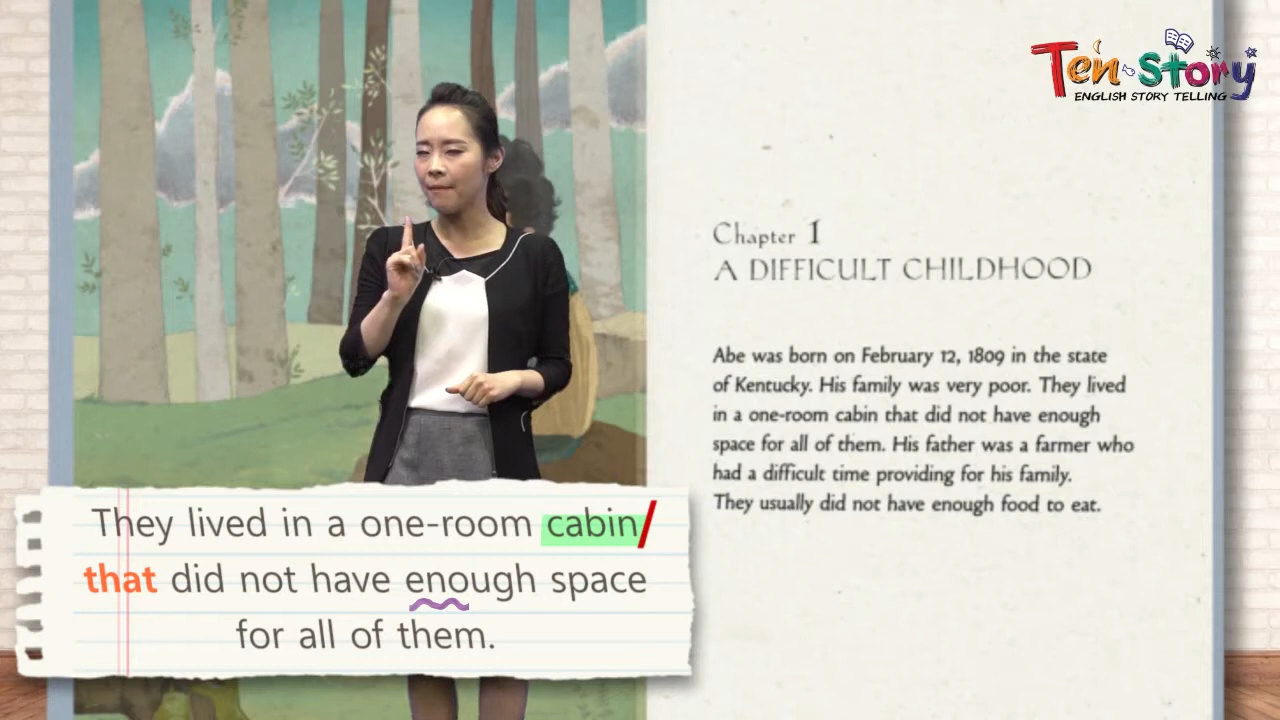 Ten Story
ENGLISH STORY TELLING
Chapter 1
A DIFFICULT CHILDHOOD
Abe was born on February 12, 1809 in the state
of Kentucky. His family was very poor. They lived
in a one-room cabin that did not have enough
space for all of them. His father was a farmer who
had a difficult time providing for his family.
They usually did not have enough food to eat.
They lived in a one-room cabin/
that did not have enough space
for all of them.